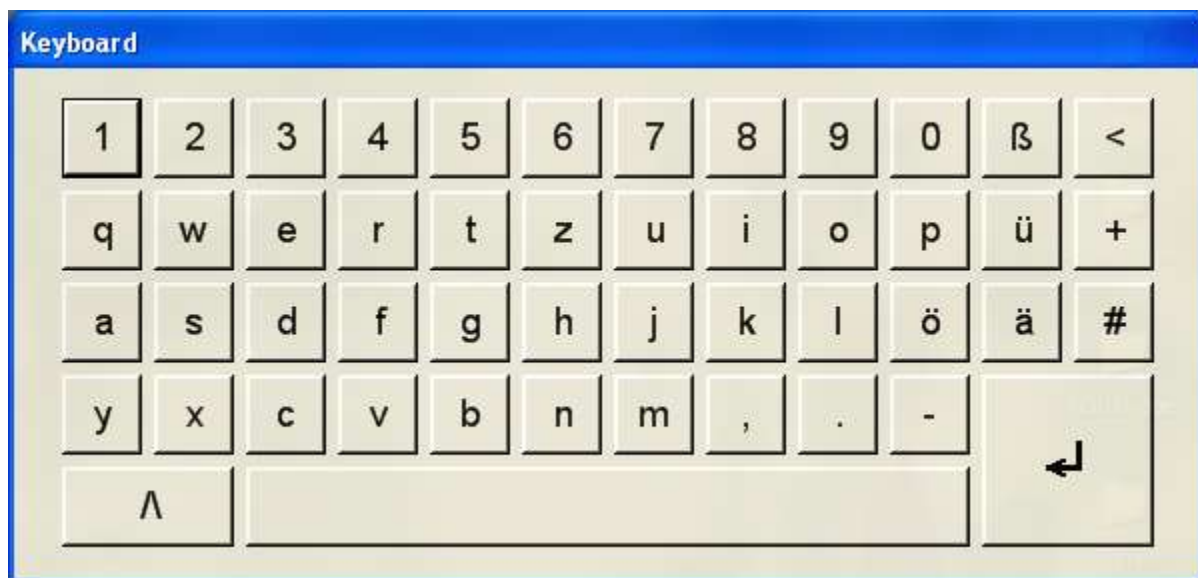 Keyboard
1 2 3 4 5 6 7 8 9 0 ß <
q w e r t z u i o p ü +
a s d f g h j k l ö ä #
y x c v b n m , . -
/\